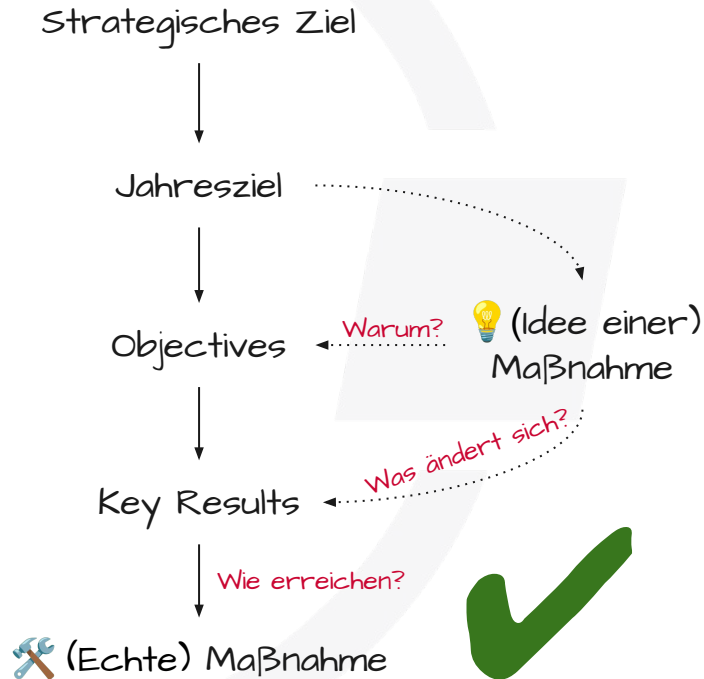 Strategisches Ziel
Jahresziel
Objectives
Warum?
(Idee einer)
Maßnahme
Was ändert sich?
Key Results
Wie erreichen?
(Echte) Maßnahme